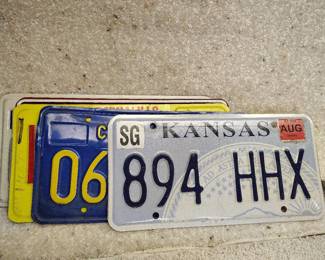 SG KANSAS AUG
894 HHX
C
06